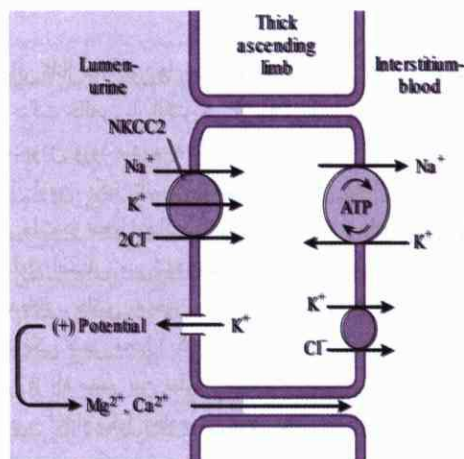 Thick
ascending
limb
Lumen-
urine
Interstitium-
blood
NKCC2
Na⁺
K⁺
2Cl⁻
Na⁺
ATP
K⁺
K⁺
Cl⁻
(+) Potential
K⁺
Mg²⁺, Ca²⁺